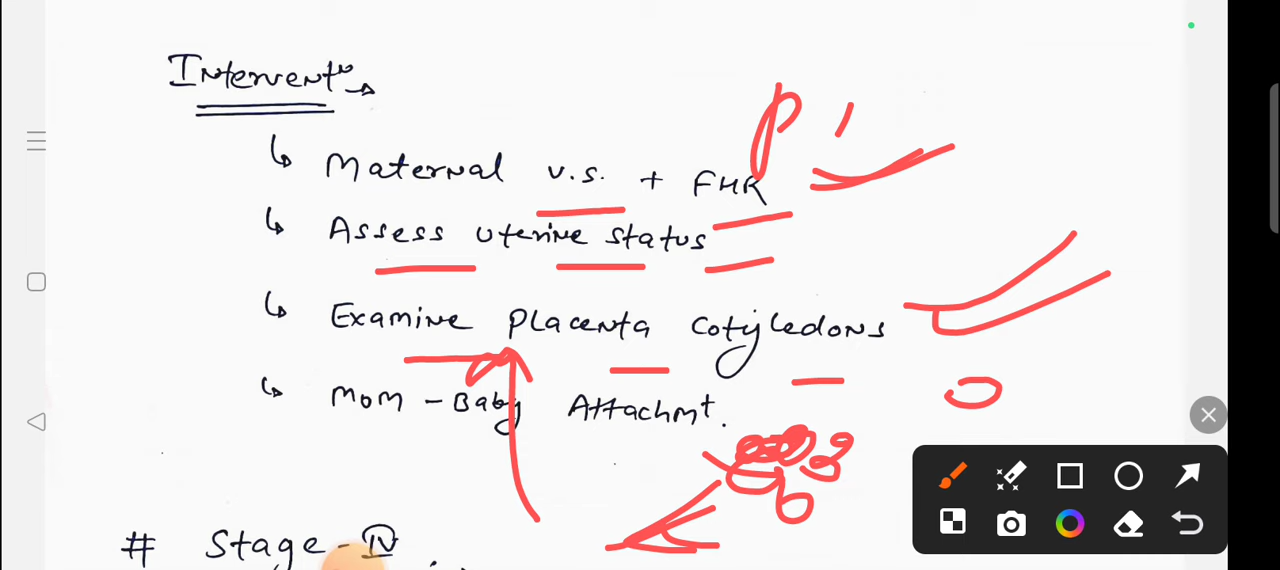 Interventⁿ →
↳ Maternal v.s. + FHR
↳ Assess uterine status
↳ Examine Placenta Cotyledons
↳ Mom - Baby Attachmt.
# Stage - IV